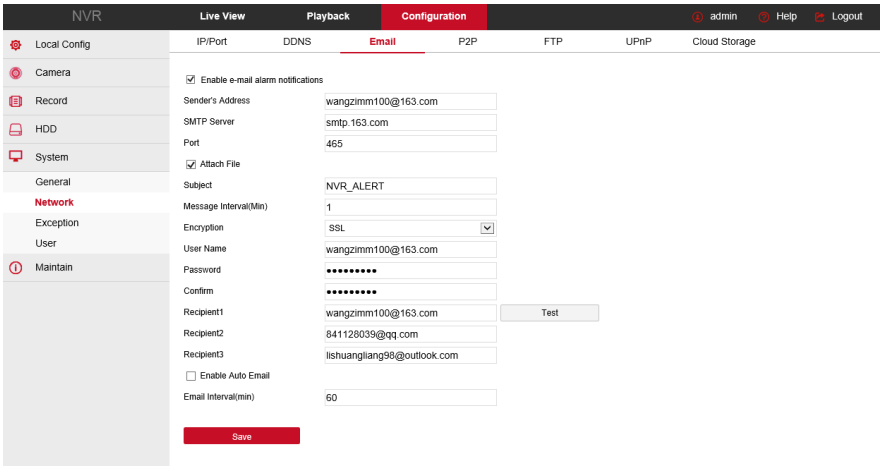 NVR Live View Playback Configuration admin Help Logout
Local Config IP/Port DDNS Email P2P FTP UPnP Cloud Storage
Camera
Record
HDD
System
General
Network
Exception
User
Maintain
Enable e-mail alarm notifications
Sender's Address wangzimm100@163.com
SMTP Server smtp.163.com
Port 465
Attach File
Subject NVR_ALERT
Message Interval(Min) 1
Encryption SSL
User Name wangzimm100@163.com
Password •••••••••
Confirm •••••••••
Recipient1 wangzimm100@163.com Test
Recipient2 841128039@qq.com
Recipient3 lishuangliang98@outlook.com
Enable Auto Email
Email Interval(min) 60
Save